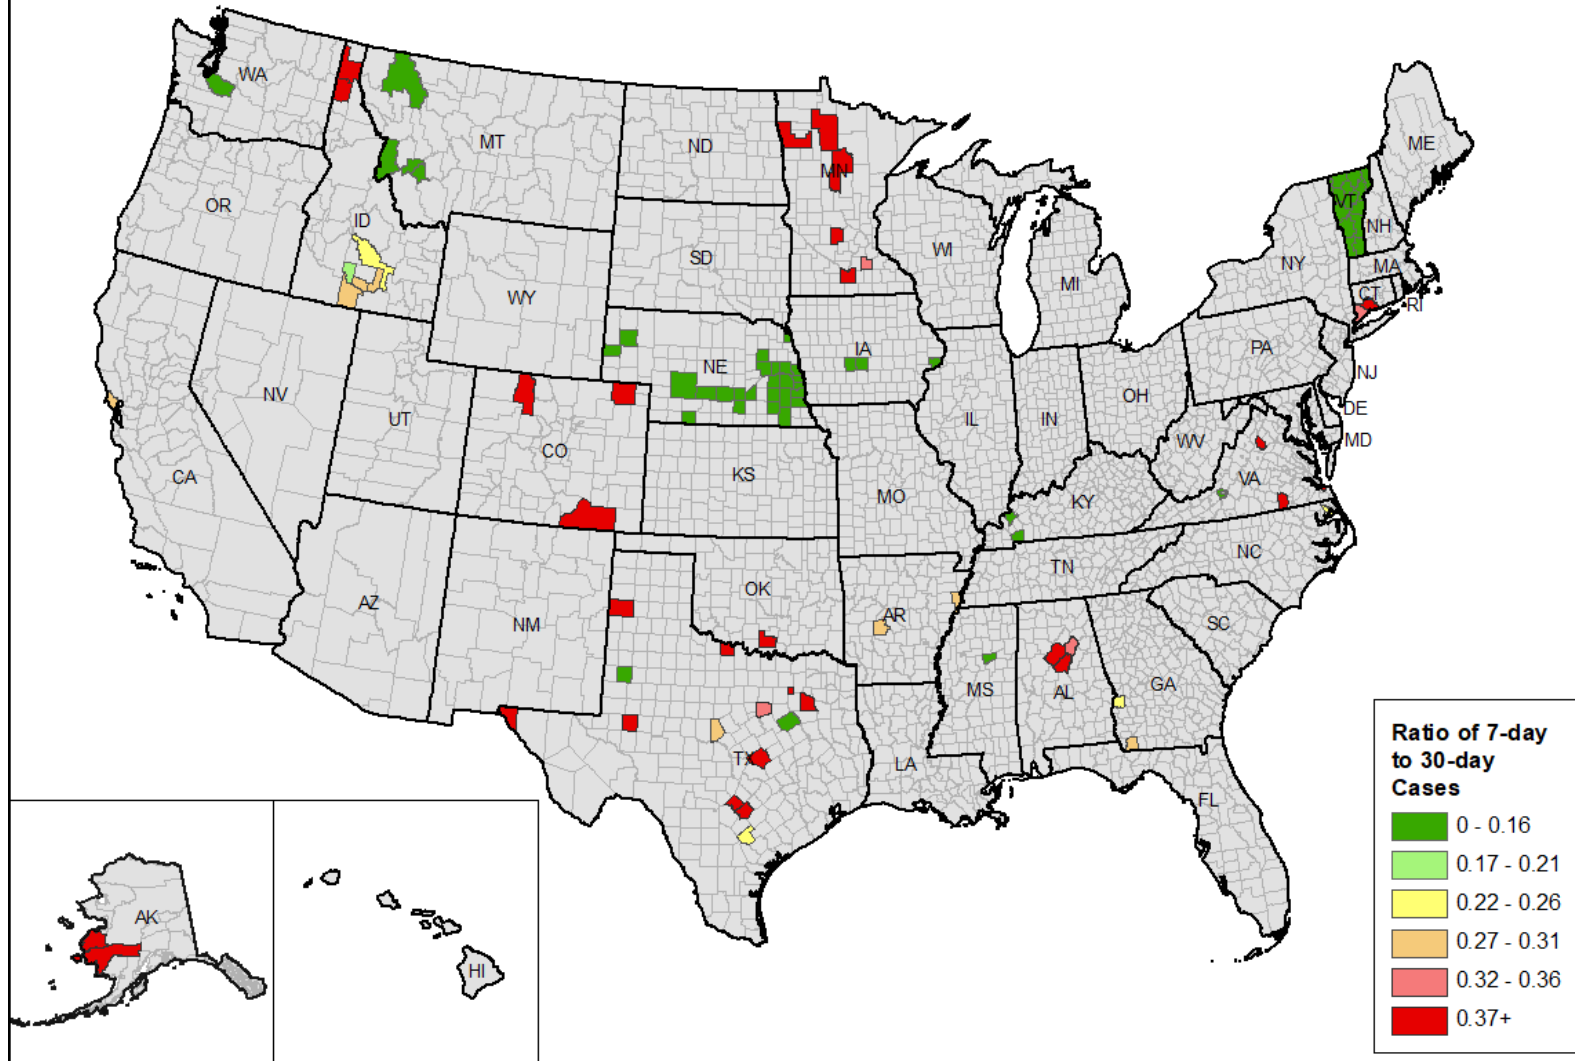 WA
MT
ND
MN
ME
OR
ID
VT
NH
WI
NY
MA
SD
MI
CT
RI
WY
IA
PA
NE
NJ
NV
UT
IL
IN
OH
DE
MD
WV
CO
CA
KS
MO
VA
KY
NC
TN
OK
AZ
AR
NM
SC
MS
AL
GA
TX
LA
FL
AK
HI
Ratio of 7-day
to 30-day
Cases
0 - 0.16
0.17 - 0.21
0.22 - 0.26
0.27 - 0.31
0.32 - 0.36
0.37+